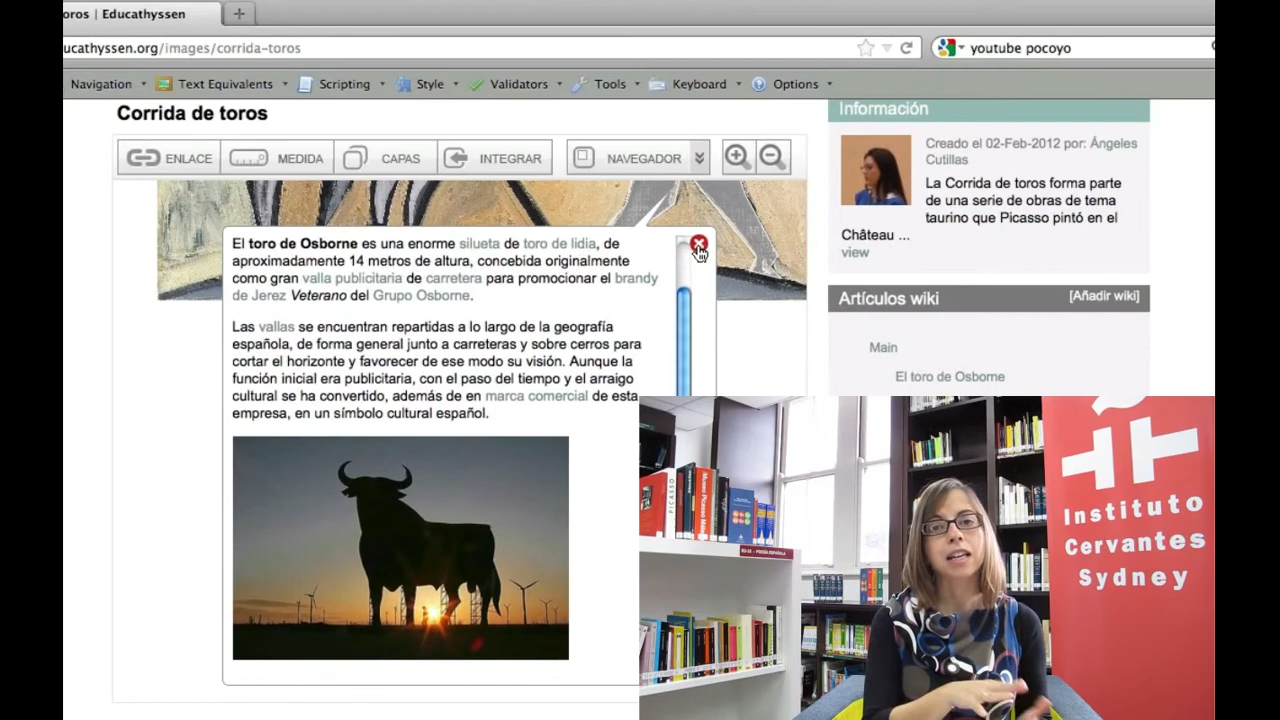 oros | Educathyssen
ucathyssen.org/images/corrida-toros
youtube pocoyo
Navigation
Text Equivalents
Scripting
Style
Validators
Tools
Keyboard
Options
Corrida de toros
ENLACE
MEDIDA
CAPAS
INTEGRAR
NAVEGADOR
El toro de Osborne es una enorme silueta de toro de lidia, de
aproximadamente 14 metros de altura, concebida originalmente
como gran valla publicitaria de carretera para promocionar el brandy
de Jerez Veterano del Grupo Osborne.
Las vallas se encuentran repartidas a lo largo de la geografía
española, de forma general junto a carreteras y sobre cerros para
cortar el horizonte y favorecer de ese modo su visión. Aunque la
función inicial era publicitaria, con el paso del tiempo y el arraigo
cultural se ha convertido, además de en marca comercial de esta
empresa, en un símbolo cultural español.
Información
Creado el 02-Feb-2012 por: Ángeles
Cutillas
La Corrida de toros forma parte
de una serie de obras de tema
taurino que Picasso pintó en el
Château ...
view
Artículos wiki
[Añadir wiki]
Main
El toro de Osborne
PICASSO
Instituto
Cervantes
Sydney